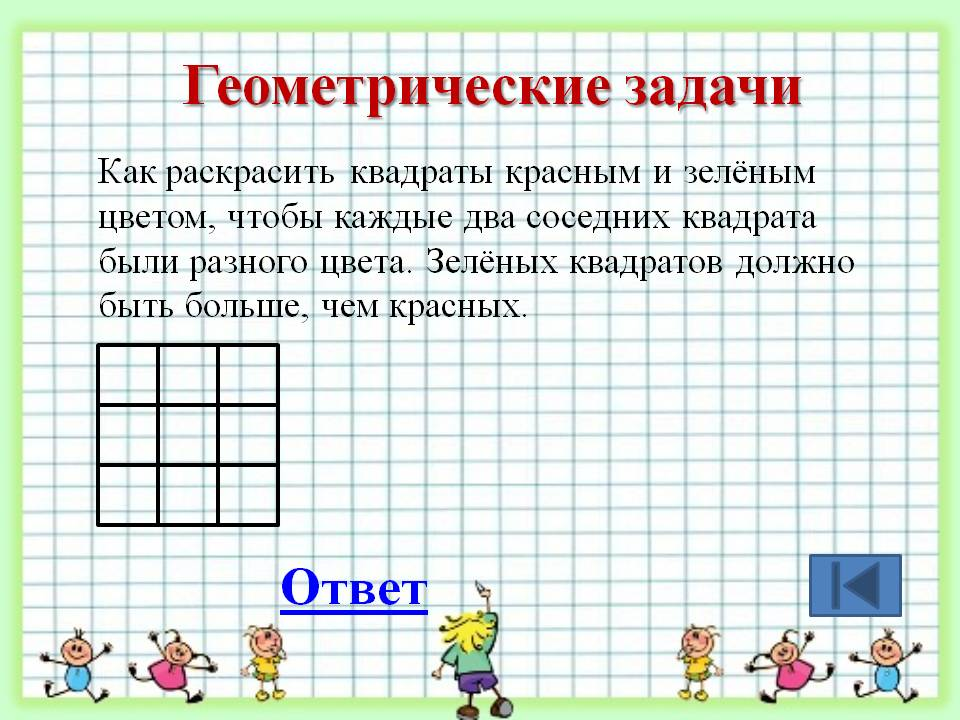 Геометрические задачи
Как раскрасить квадраты красным и зелёным
цветом, чтобы каждые два соседних квадрата
были разного цвета. Зелёных квадратов должно
быть больше, чем красных.
Ответ